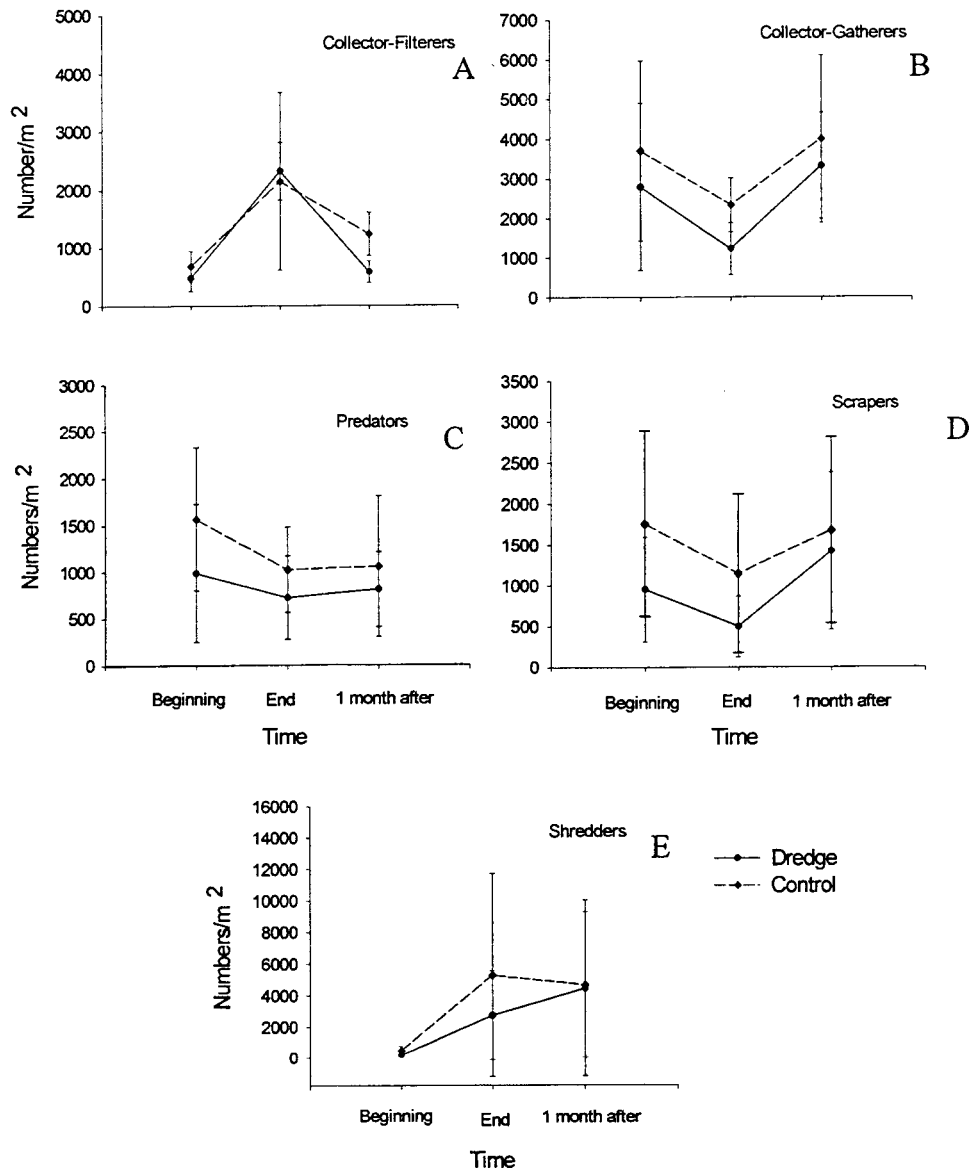 Collector-Filterers
A
Number/m 2
5000
4000
3000
2000
1000
0
Collector-Gatherers
B
7000
6000
5000
4000
3000
2000
1000
0
Predators
C
Numbers/m 2
3000
2500
2000
1500
1000
500
0
Beginning End 1 month after
Time
Scrapers
D
3500
3000
2500
2000
1500
1000
500
0
Beginning End 1 month after
Time
Shredders
E
Numbers/m 2
16000
14000
12000
10000
8000
6000
4000
2000
0
Beginning End 1 month after
Time
Dredge
Control